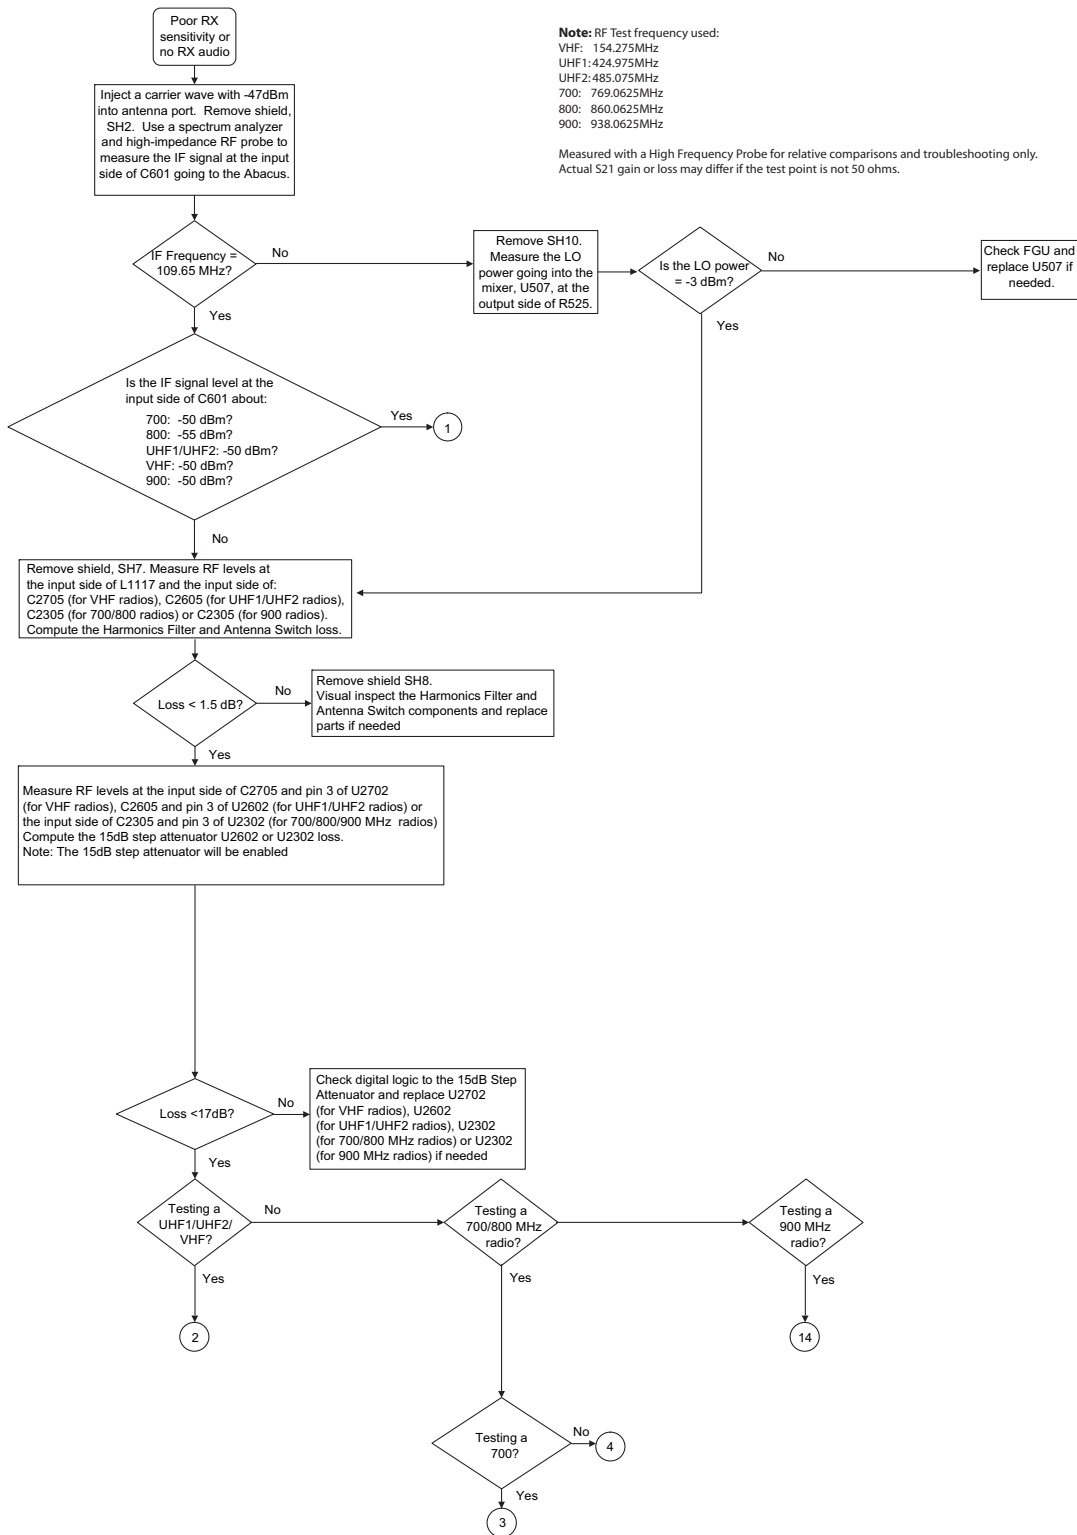 Poor RX
sensitivity or
no RX audio
Note: RF Test frequency used:
VHF: 154.275MHz
UHF1: 424.975MHz
UHF2: 485.075MHz
700: 769.0625MHz
800: 860.0625MHz
900: 938.0625MHz
Measured with a High Frequency Probe for relative comparisons and troubleshooting only.
Actual S21 gain or loss may differ if the test point is not 50 ohms.
Inject a carrier wave with -47dBm
into antenna port. Remove shield,
SH2. Use a spectrum analyzer
and high-impedance RF probe to
measure the IF signal at the input
side of C601 going to the Abacus.
IF Frequency =
109.65 MHz?
No
Remove SH10.
Measure the LO
power going into the
mixer, U507, at the
output side of R525.
Is the LO power
= -3 dBm?
No
Check FGU and
replace U507 if
needed.
Yes
Yes
Is the IF signal level at the
input side of C601 about:
700: -50 dBm?
800: -55 dBm?
UHF1/UHF2: -50 dBm?
VHF: -50 dBm?
900: -50 dBm?
Yes
1
No
Remove shield, SH7. Measure RF levels at
the input side of L1117 and the input side of:
C2705 (for VHF radios), C2605 (for UHF1/UHF2 radios),
C2305 (for 700/800 radios) or C2305 (for 900 radios).
Compute the Harmonics Filter and Antenna Switch loss.
Loss < 1.5 dB?
No
Remove shield SH8.
Visual inspect the Harmonics Filter and
Antenna Switch components and replace
parts if needed
Yes
Measure RF levels at the input side of C2705 and pin 3 of U2702
(for VHF radios), C2605 and pin 3 of U2602 (for UHF1/UHF2 radios) or
the input side of C2305 and pin 3 of U2302 (for 700/800/900 MHz radios)
Compute the 15dB step attenuator U2602 or U2302 loss.
Note: The 15dB step attenuator will be enabled
Loss <17dB?
No
Check digital logic to the 15dB Step
Attenuator and replace U2702
(for VHF radios), U2602
(for UHF1/UHF2 radios), U2302
(for 700/800 MHz radios) or U2302
(for 900 MHz radios) if needed
Yes
Testing a
UHF1/UHF2/
VHF?
No
Testing a
700/800 MHz
radio?
Testing a
900 MHz
radio?
Yes
Yes
Yes
2
14
Testing a
700?
No
4
Yes
3